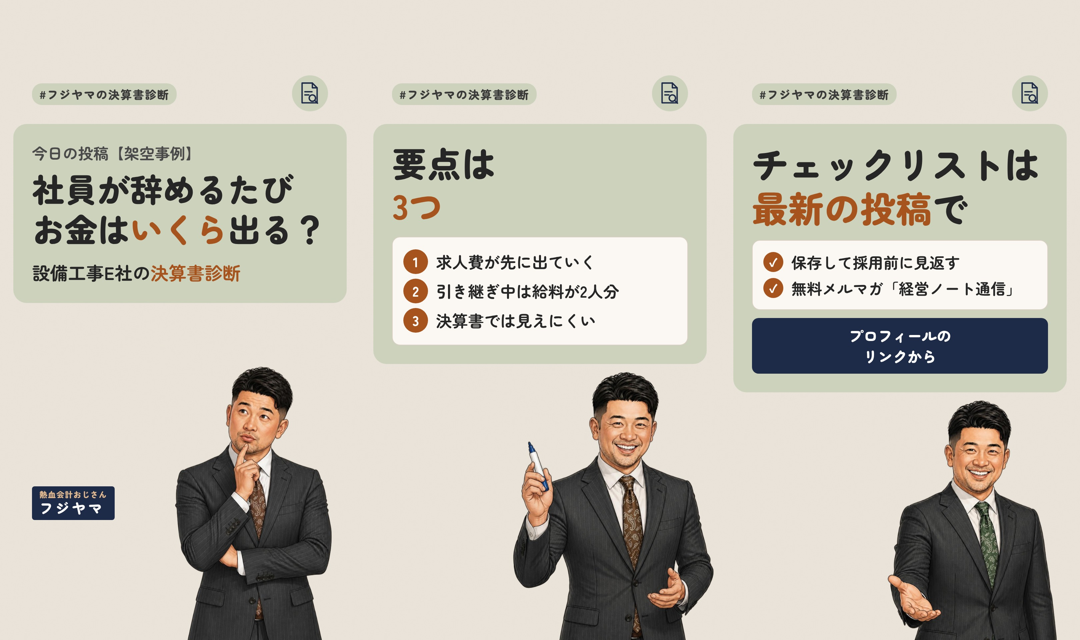 #フジヤマの決算書診断
今日の投稿【架空事例】
社員が辞めるたび
お金はいくら出る？
設備工事E社の決算書診断
熱血会計おじさん
フジヤマ
#フジヤマの決算書診断
要点は
3つ
1 求人費が先に出ていく
2 引き継ぎ中は給料が2人分
3 決算書では見えにくい
#フジヤマの決算書診断
チェックリストは
最新の投稿で
保存して採用前に見返す
無料メルマガ「経営ノート通信」
プロフィールの
リンクから